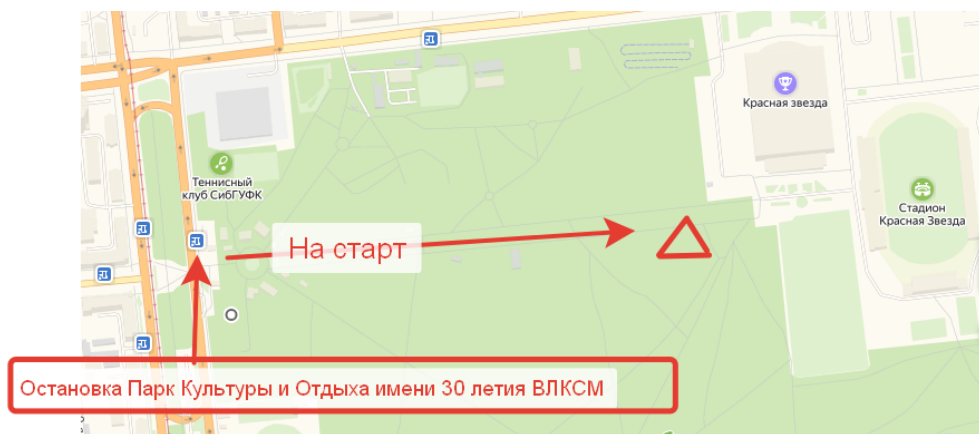 Красная звезда
Теннисный
клуб СибГУФК
Стадион
Красная Звезда
На старт
Остановка Парк Культуры и Отдыха имени 30 летия ВЛКСМ